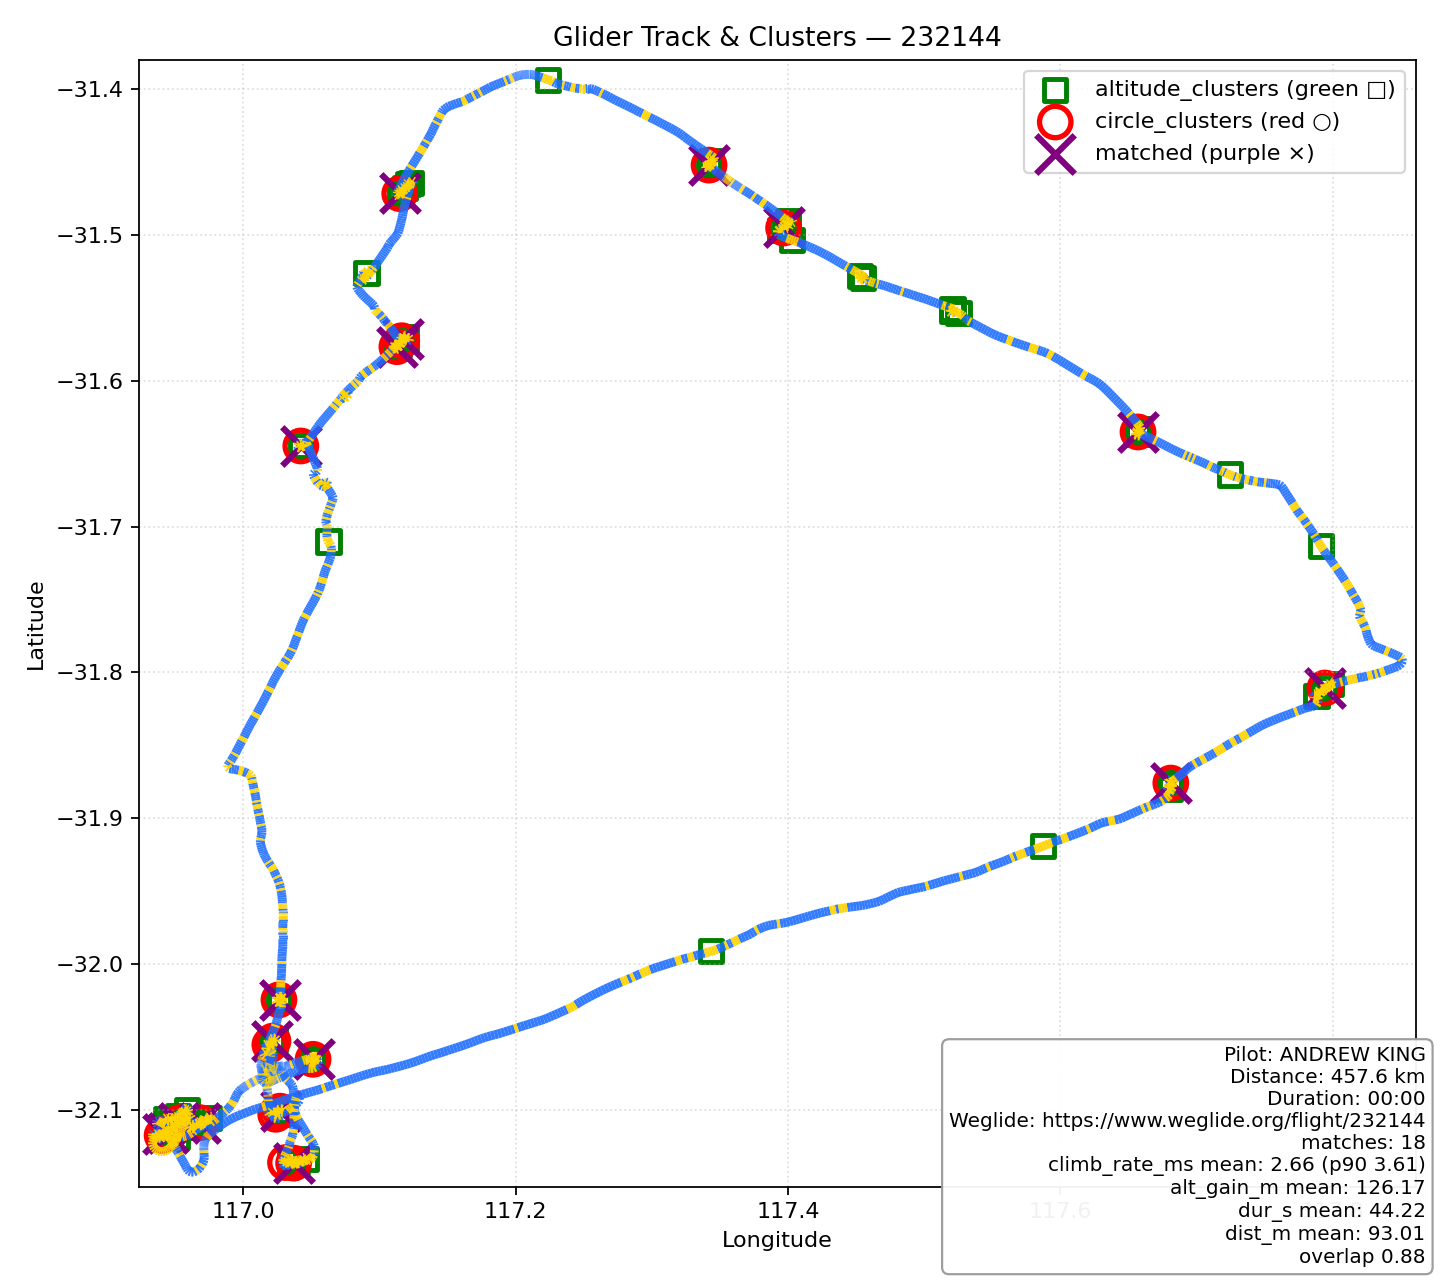 Glider Track & Clusters — 232144
altitude_clusters (green □)
circle_clusters (red ○)
matched (purple ×)
−31.4
−31.5
−31.6
−31.7
−31.8
−31.9
−32.0
−32.1
Latitude
117.0
117.2
117.4
117.6
Longitude
Pilot: ANDREW KING
Distance: 457.6 km
Duration: 00:00
Weglide: https://www.weglide.org/flight/232144
matches: 18
climb_rate_ms mean: 2.66 (p90 3.61)
alt_gain_m mean: 126.17
dur_s mean: 44.22
dist_m mean: 93.01
overlap 0.88